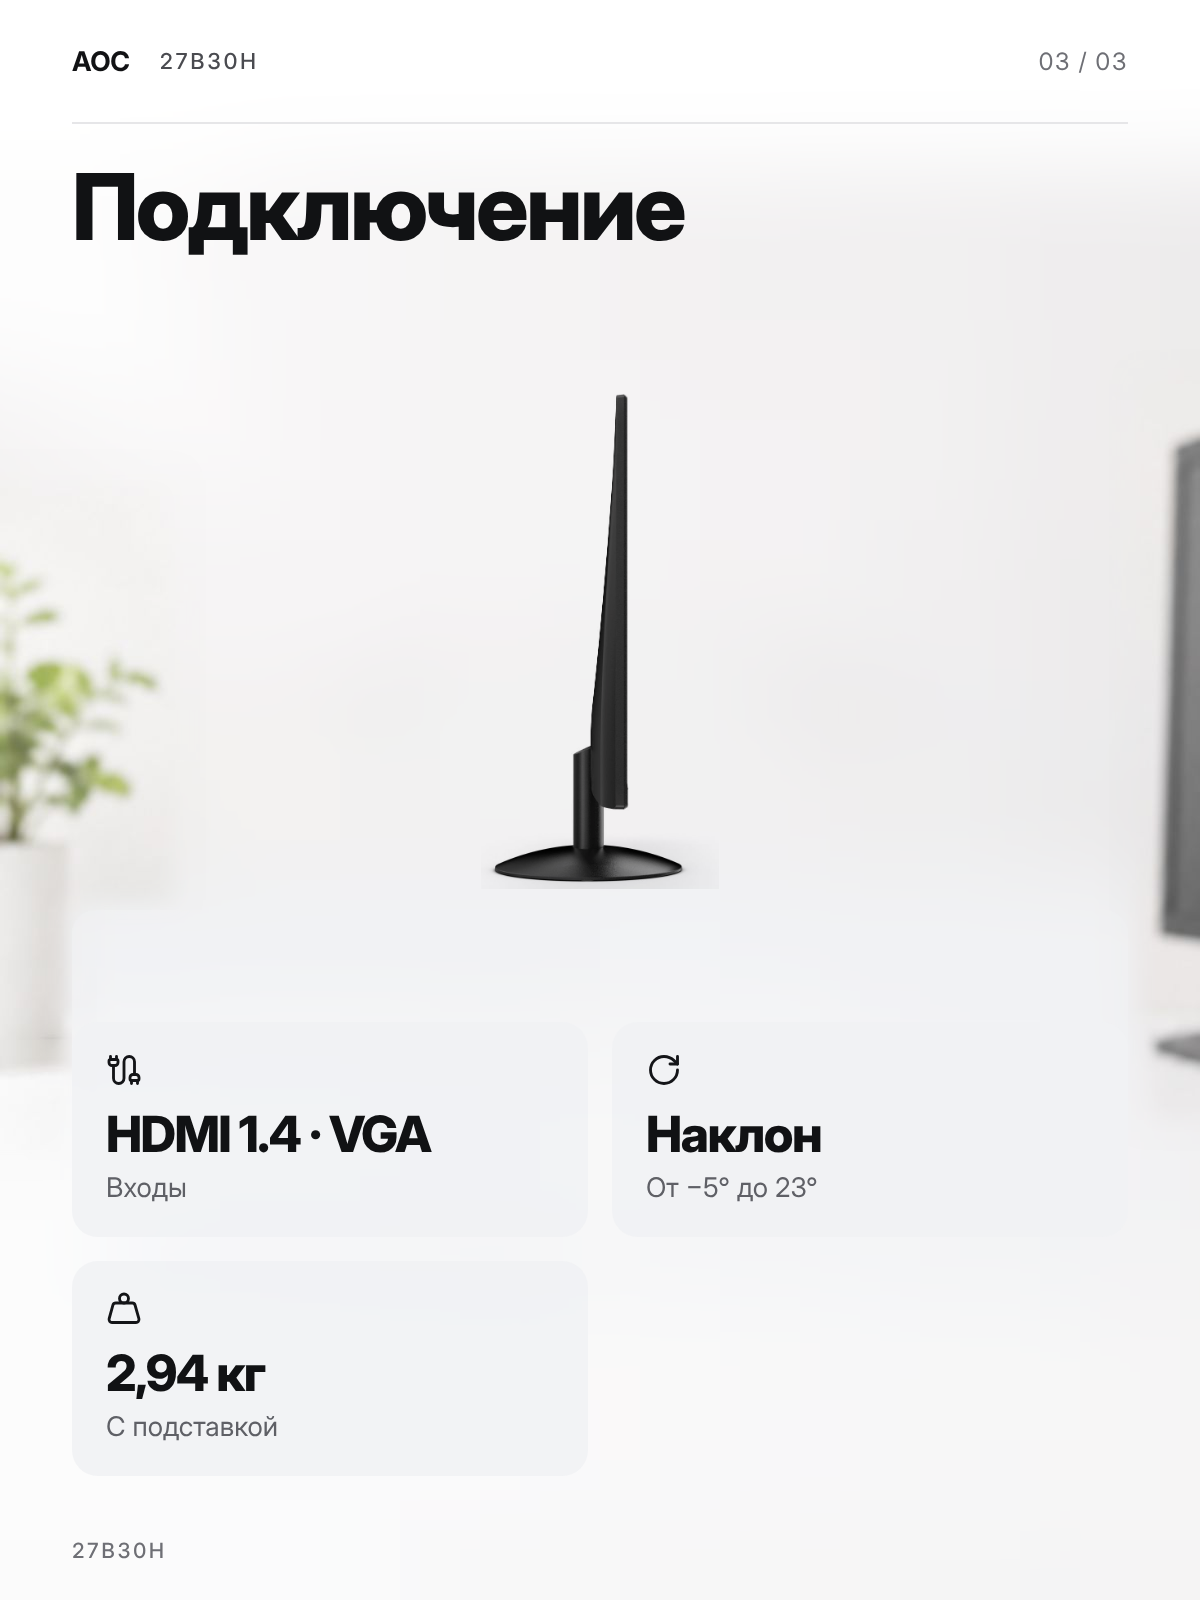 AOC 27B30H 03 / 03
Подключение
HDMI 1.4 · VGA
Входы
Наклон
От −5° до 23°
2,94 кг
С подставкой
27B30H